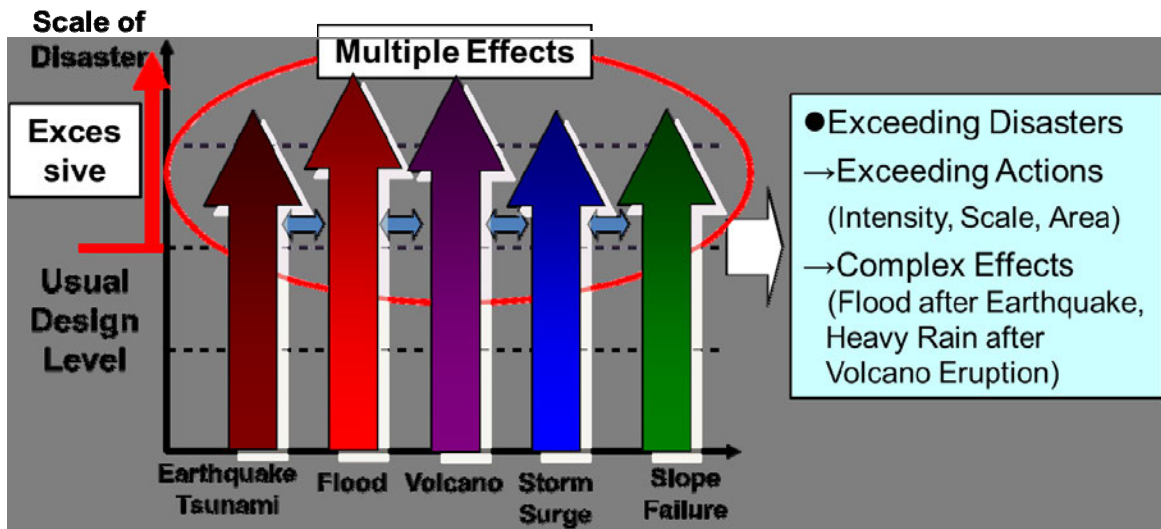 Scale of
Disaster
Multiple Effects
Exces
sive
Usual
Design
Level
Earthquake
Tsunami
Flood
Volcano
Storm
Surge
Slope
Failure
●Exceeding Disasters
→Exceeding Actions
(Intensity, Scale, Area)
→Complex Effects
(Flood after Earthquake,
Heavy Rain after
Volcano Eruption)